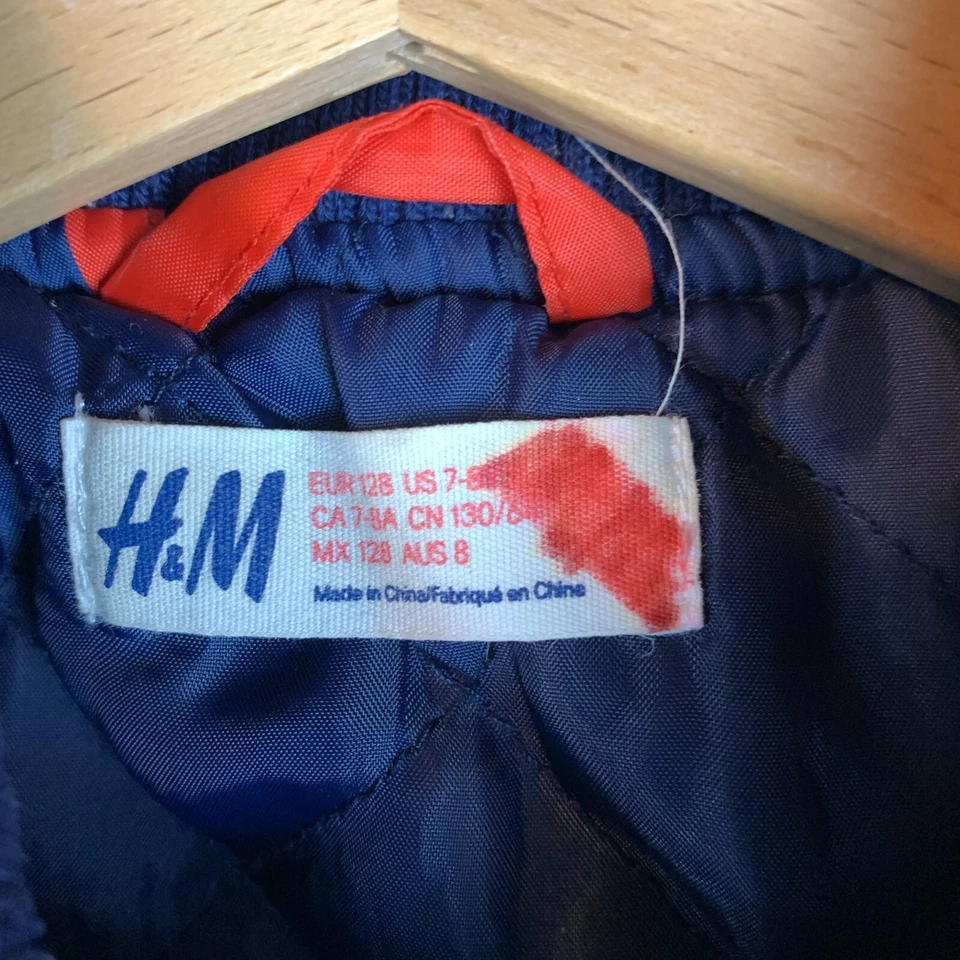 H&M
EUR 128 US 7-8
CA 7-8A CN 130/
MX 128 AUS 8
Made in China/Fabriqué en Chine